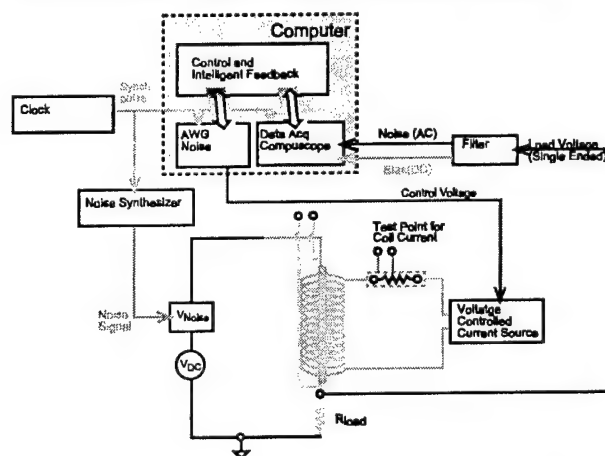 Computer
Control and
Intelligent Feedback
Synch
pulse
Clock
AWG
Noise
Data Acq
Compuscope
Noise (AC)
Bias(DC)
Filter
Load Voltage
(Single Ended)
Control Voltage
Noise Synthesizer
Test Point for
Coil Current
Noise
Signal
VNoise
VDC
Voltatge
Controlled
Current Source
Rload